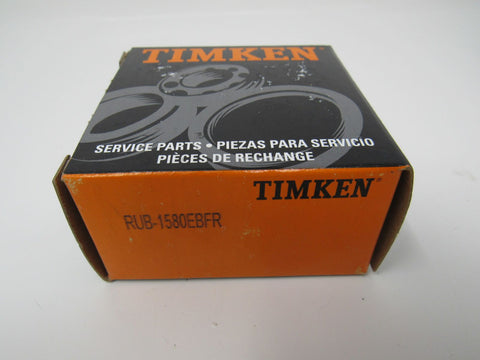 TIMKEN
SERVICE PARTS • PIEZAS PARA SERVICIO
PIÈCES DE RECHANGE
TIMKEN
RUB-1580EBFR